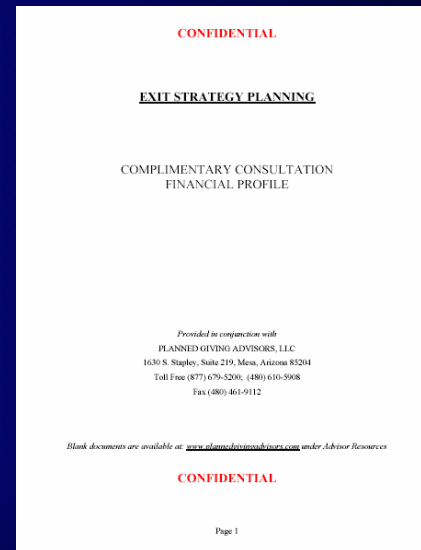 CONFIDENTIAL
EXIT STRATEGY PLANNING
COMPLIMENTARY CONSULTATION
FINANCIAL PROFILE
Provided in conjunction with
PLANNED GIVING ADVISORS, LLC
1630 S. Stapley, Suite 219, Mesa, Arizona 85204
Toll Free (877) 679-5200; (480) 610-5908
Fax (480) 461-9112
Blank documents are available at: www.plannedgivingadvisors.com under Advisor Resources
CONFIDENTIAL
Page 1